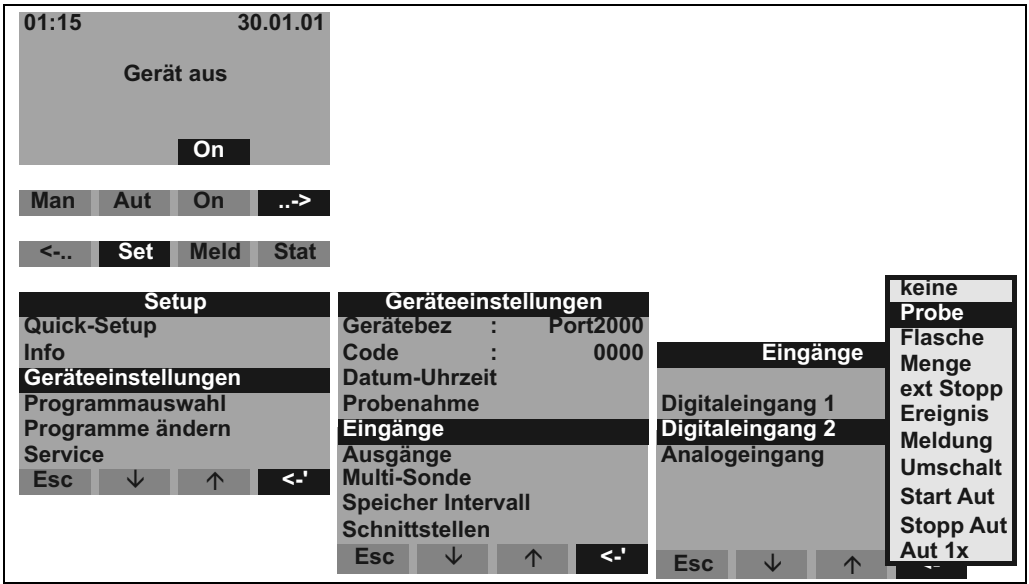 01:15 30.01.01
Gerät aus
On
Man Aut On ..->
<-.. Set Meld Stat
Setup
Quick-Setup
Info
Geräteeinstellungen
Programmauswahl
Programme ändern
Service
Esc ↓ ↑ <-'
Geräteeinstellungen
Gerätebez : Port2000
Code : 0000
Datum-Uhrzeit
Probenahme
Eingänge
Ausgänge
Multi-Sonde
Speicher Intervall
Schnittstellen
Esc ↓ ↑ <-'
Eingänge
Digitaleingang 1
Digitaleingang 2
Analogeingang
Esc ↓ ↑
keine
Probe
Flasche
Menge
ext Stopp
Ereignis
Meldung
Umschalt
Start Aut
Stopp Aut
Aut 1x